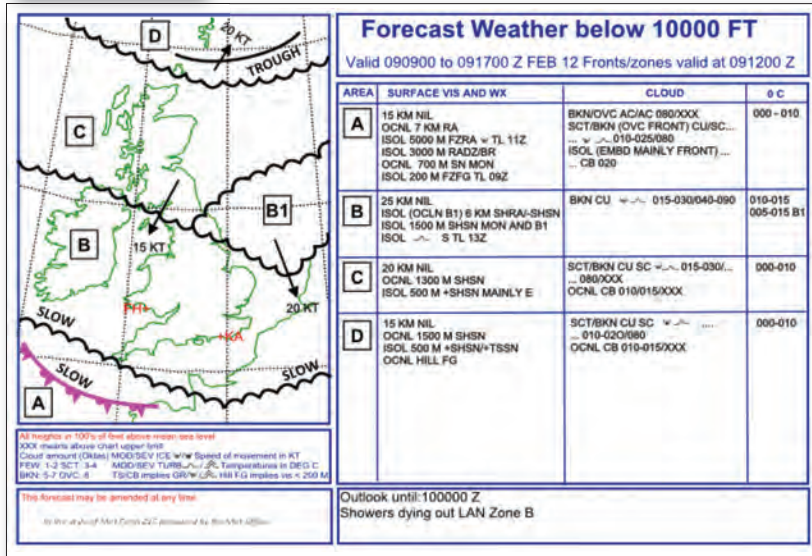 D
20 KT
TROUGH
C
B1
B
15 KT
20 KT
+KA
SLOW
SLOW
SLOW
A
All heights in 100's of feet above mean sea level
XXX means above chart upper limit
Cloud amount (Oktas) MOD/SEV ICE Speed of movement in KT
FEW: 1-2 SCT: 3-4 MOD/SEV TURB Temperatures in DEG C
BKN: 5-7 OVC: 8 TS/CB implies GR/ Hill FG implies vis < 200 M
This forecast may be amended at any time.
Forecast Weather below 10000 FT
Valid 090900 to 091700 Z FEB 12 Fronts/zones valid at 091200 Z
AREA SURFACE VIS AND WX CLOUD 0 C
A
15 KM NIL
OCNL 7 KM RA
ISOL 5000 M FZRA TL 11Z
ISOL 3000 M RADZ/BR
OCNL 700 M SN MON
ISOL 200 M FZFG TL 09Z
BKN/OVC AC/AC 080/XXX
SCT/BKN (OVC FRONT) CU/SC...
... 010-025/080
ISOL (EMBD MAINLY FRONT) ...
... CB 020
000 - 010
B
25 KM NIL
ISOL (OCLN B1) 6 KM SHRA/-SHSN
ISOL 1500 M SHSN MON AND B1
ISOL S TL 13Z
BKN CU 015-030/040-090
010-015
005-015 B1
C
20 KM NIL
OCNL 1300 M SHSN
ISOL 500 M +SHSN MAINLY E
SCT/BKN CU SC 015-030/...
... 080/XXX
OCNL CB 010/015/XXX
000-010
D
15 KM NIL
OCNL 1500 M SHSN
ISOL 500 M +SHSN/+TSSN
OCNL HILL FG
SCT/BKN CU SC ....
... 010-02O/080
OCNL CB 010-015/XXX
000-010
Outlook until:100000 Z
Showers dying out LAN Zone B